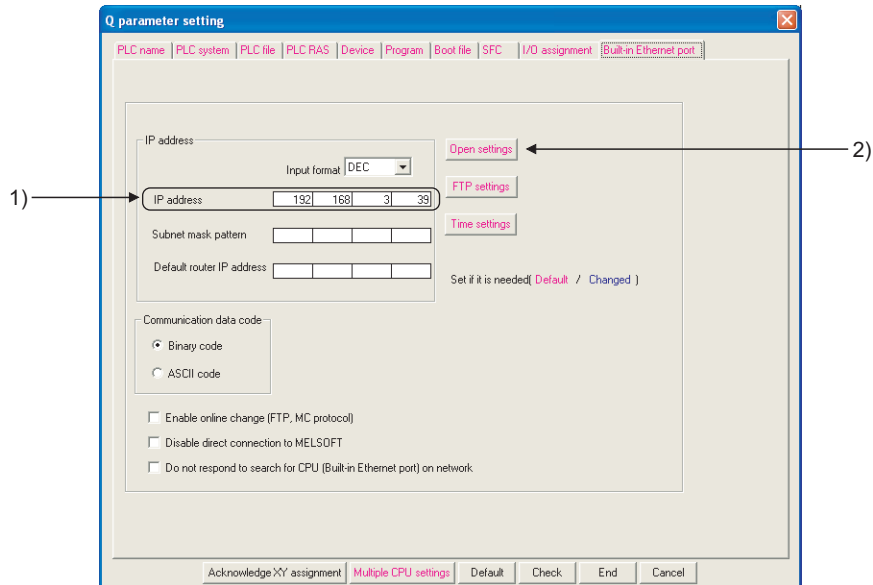 Q parameter setting
PLC name PLC system PLC file PLC RAS Device Program Boot file SFC I/O assignment Built-in Ethernet port
IP address
Open settings
2)
Input format DEC
FTP settings
1)
IP address 192 168 3 39
Time settings
Subnet mask pattern
Default router IP address
Set if it is needed( Default / Changed )
Communication data code
Binary code
ASCII code
Enable online change (FTP, MC protocol)
Disable direct connection to MELSOFT
Do not respond to search for CPU (Built-in Ethernet port) on network
Acknowledge XY assignment Multiple CPU settings Default Check End Cancel